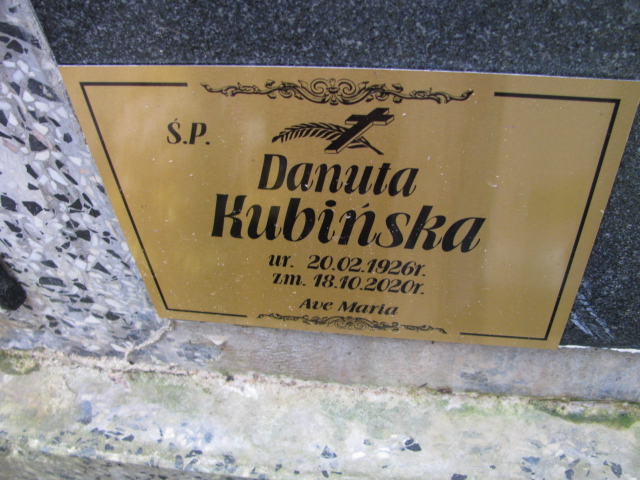 Ś.P.
Danuta
Kubińska
ur. 20.02.1926r.
zm. 18.10.2020r.
Ave Maria